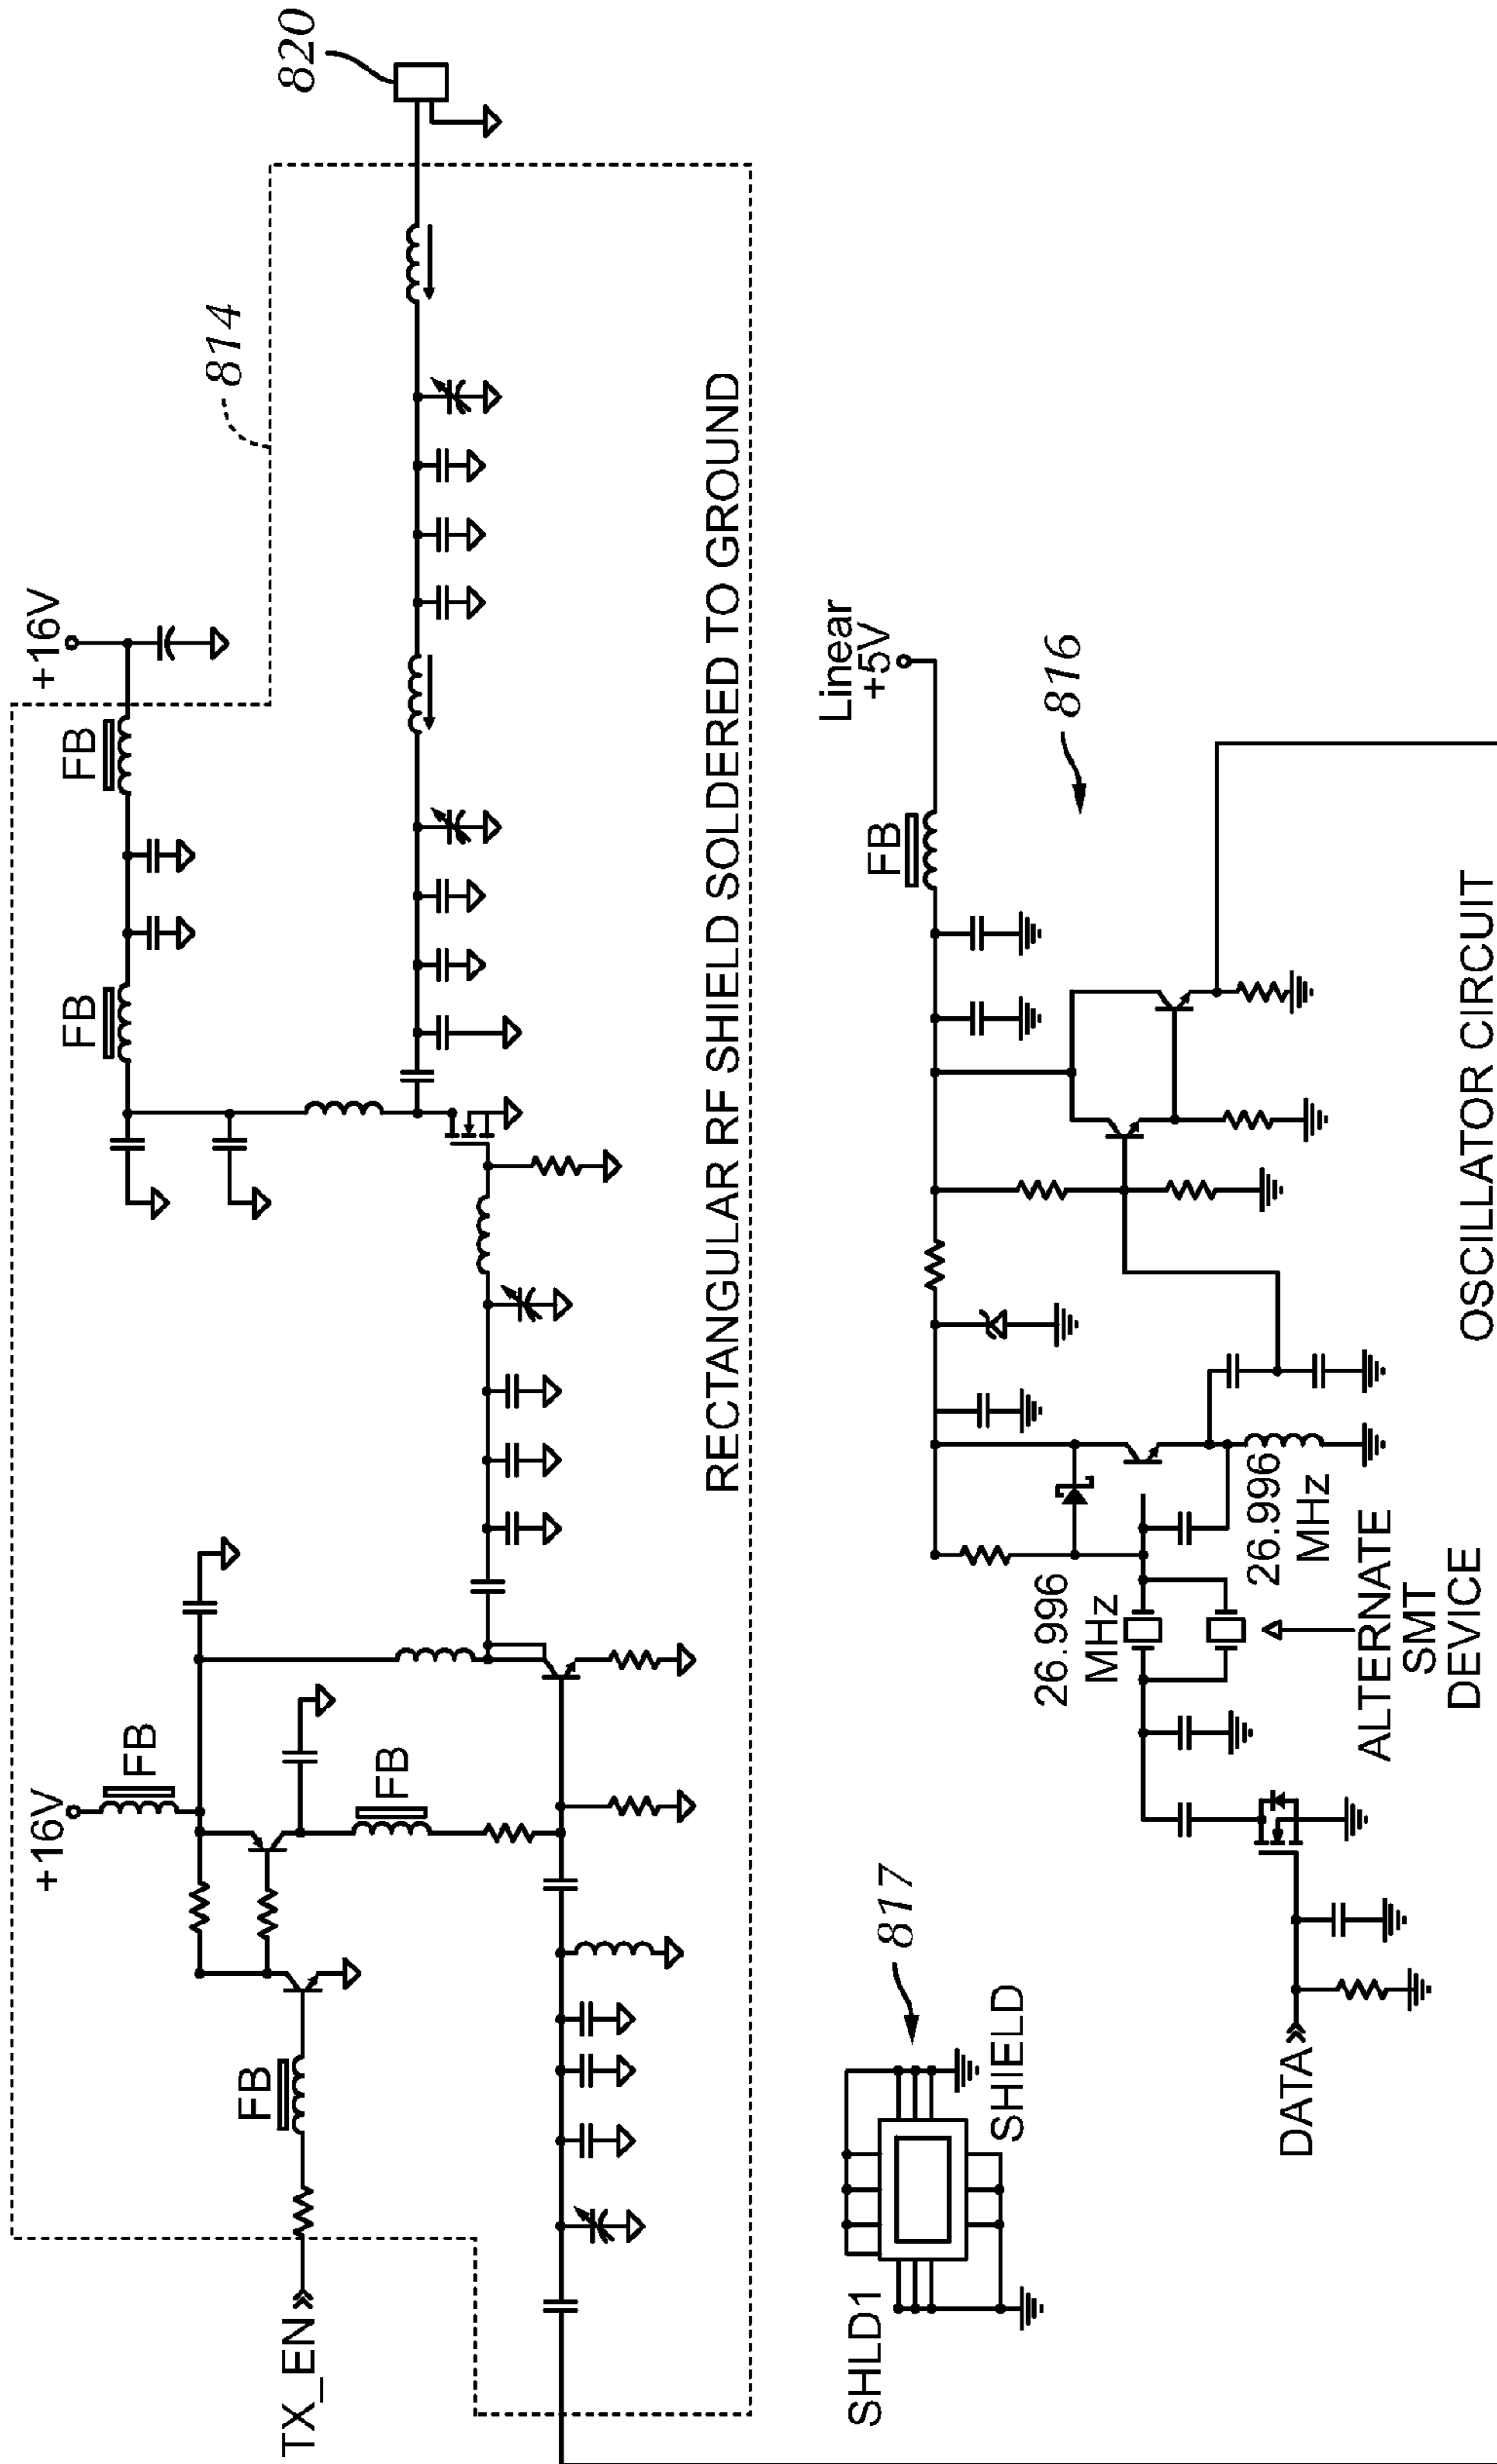 820
814
+16V
FB
FB
+16V
FB
FB
FB
TX_EN
RECTANGULAR RF SHIELD SOLDERED TO GROUND
Linear
+5V
816
FB
26.996
MHz
26.996
MHz
ALTERNATE
SMT
DEVICE
OSCILLATOR CIRCUIT
817
SHLD1
SHIELD
DATA